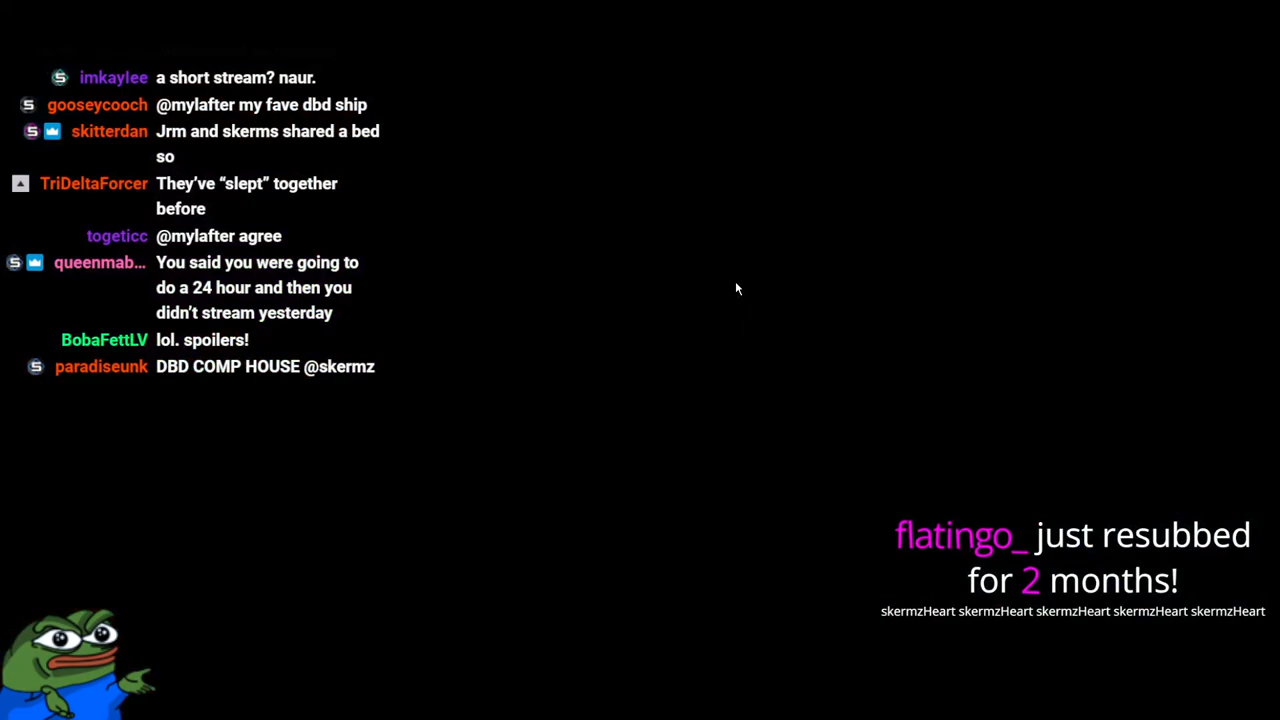 imkaylee a short stream? naur.
gooseycooch @mylafter my fave dbd ship
skitterdan Jrm and skerms shared a bed
so
TriDeltaForcer They’ve “slept” together
before
togeticc @mylafter agree
queenmab... You said you were going to
do a 24 hour and then you
didn’t stream yesterday
BobaFettLV lol. spoilers!
paradiseunk DBD COMP HOUSE @skermz
flatingo_ just resubbed
for 2 months!
skermzHeart skermzHeart skermzHeart skermzHeart skermzHeart